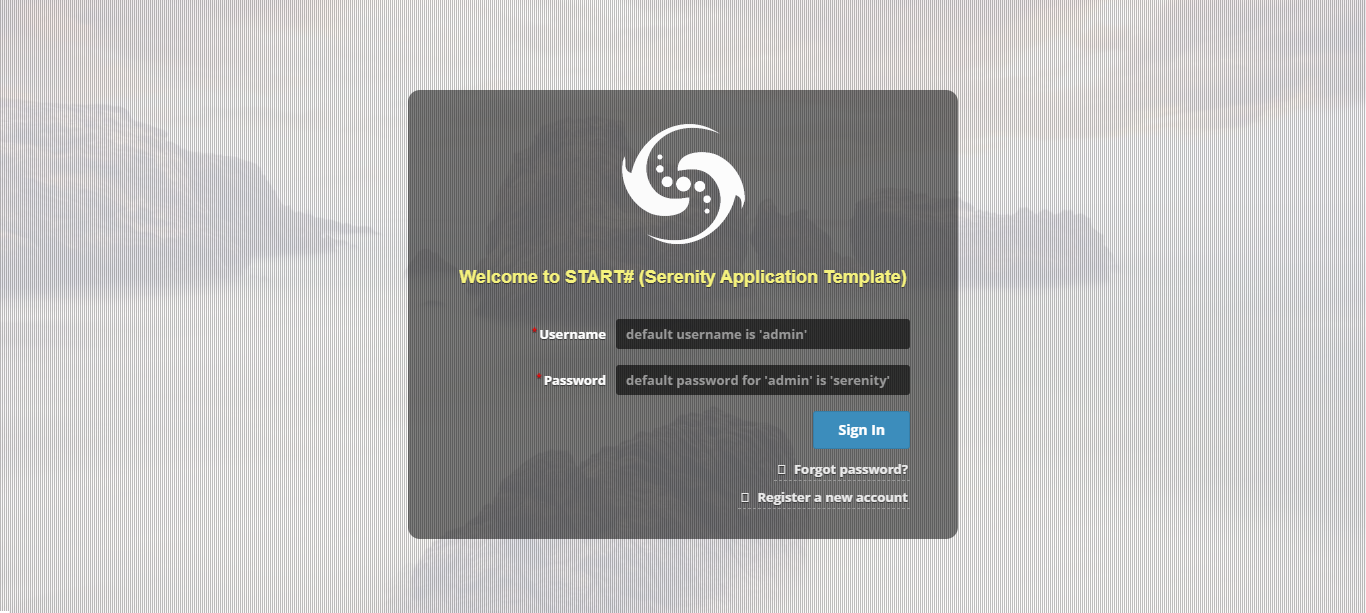 Welcome to START# (Serenity Application Template)
* Username
default username is 'admin'
* Password
default password for 'admin' is 'serenity'
Sign In
Forgot password?
Register a new account